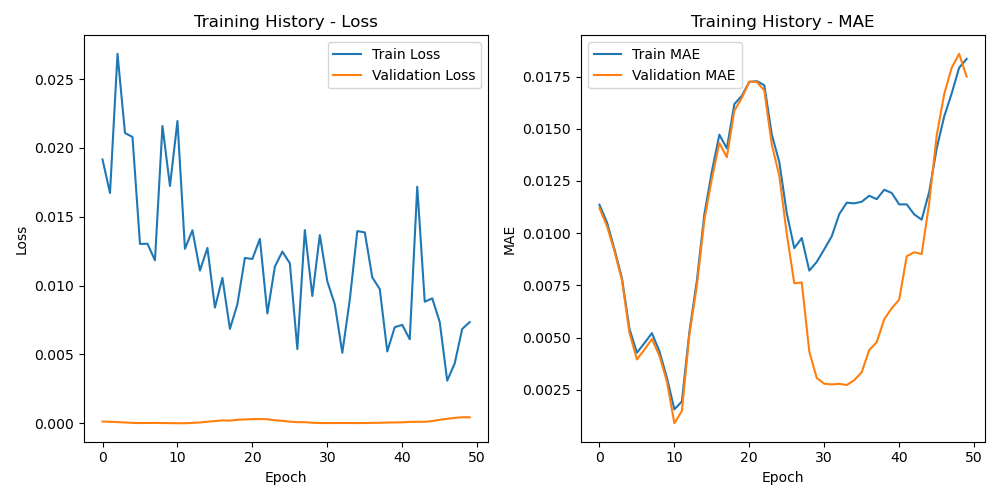 Training History - Loss
Train Loss
Validation Loss
0.025
0.020
0.015
0.010
0.005
0.000
Loss
0
10
20
30
40
50
Epoch
Training History - MAE
Train MAE
Validation MAE
0.0175
0.0150
0.0125
0.0100
0.0075
0.0050
0.0025
MAE
0
10
20
30
40
50
Epoch